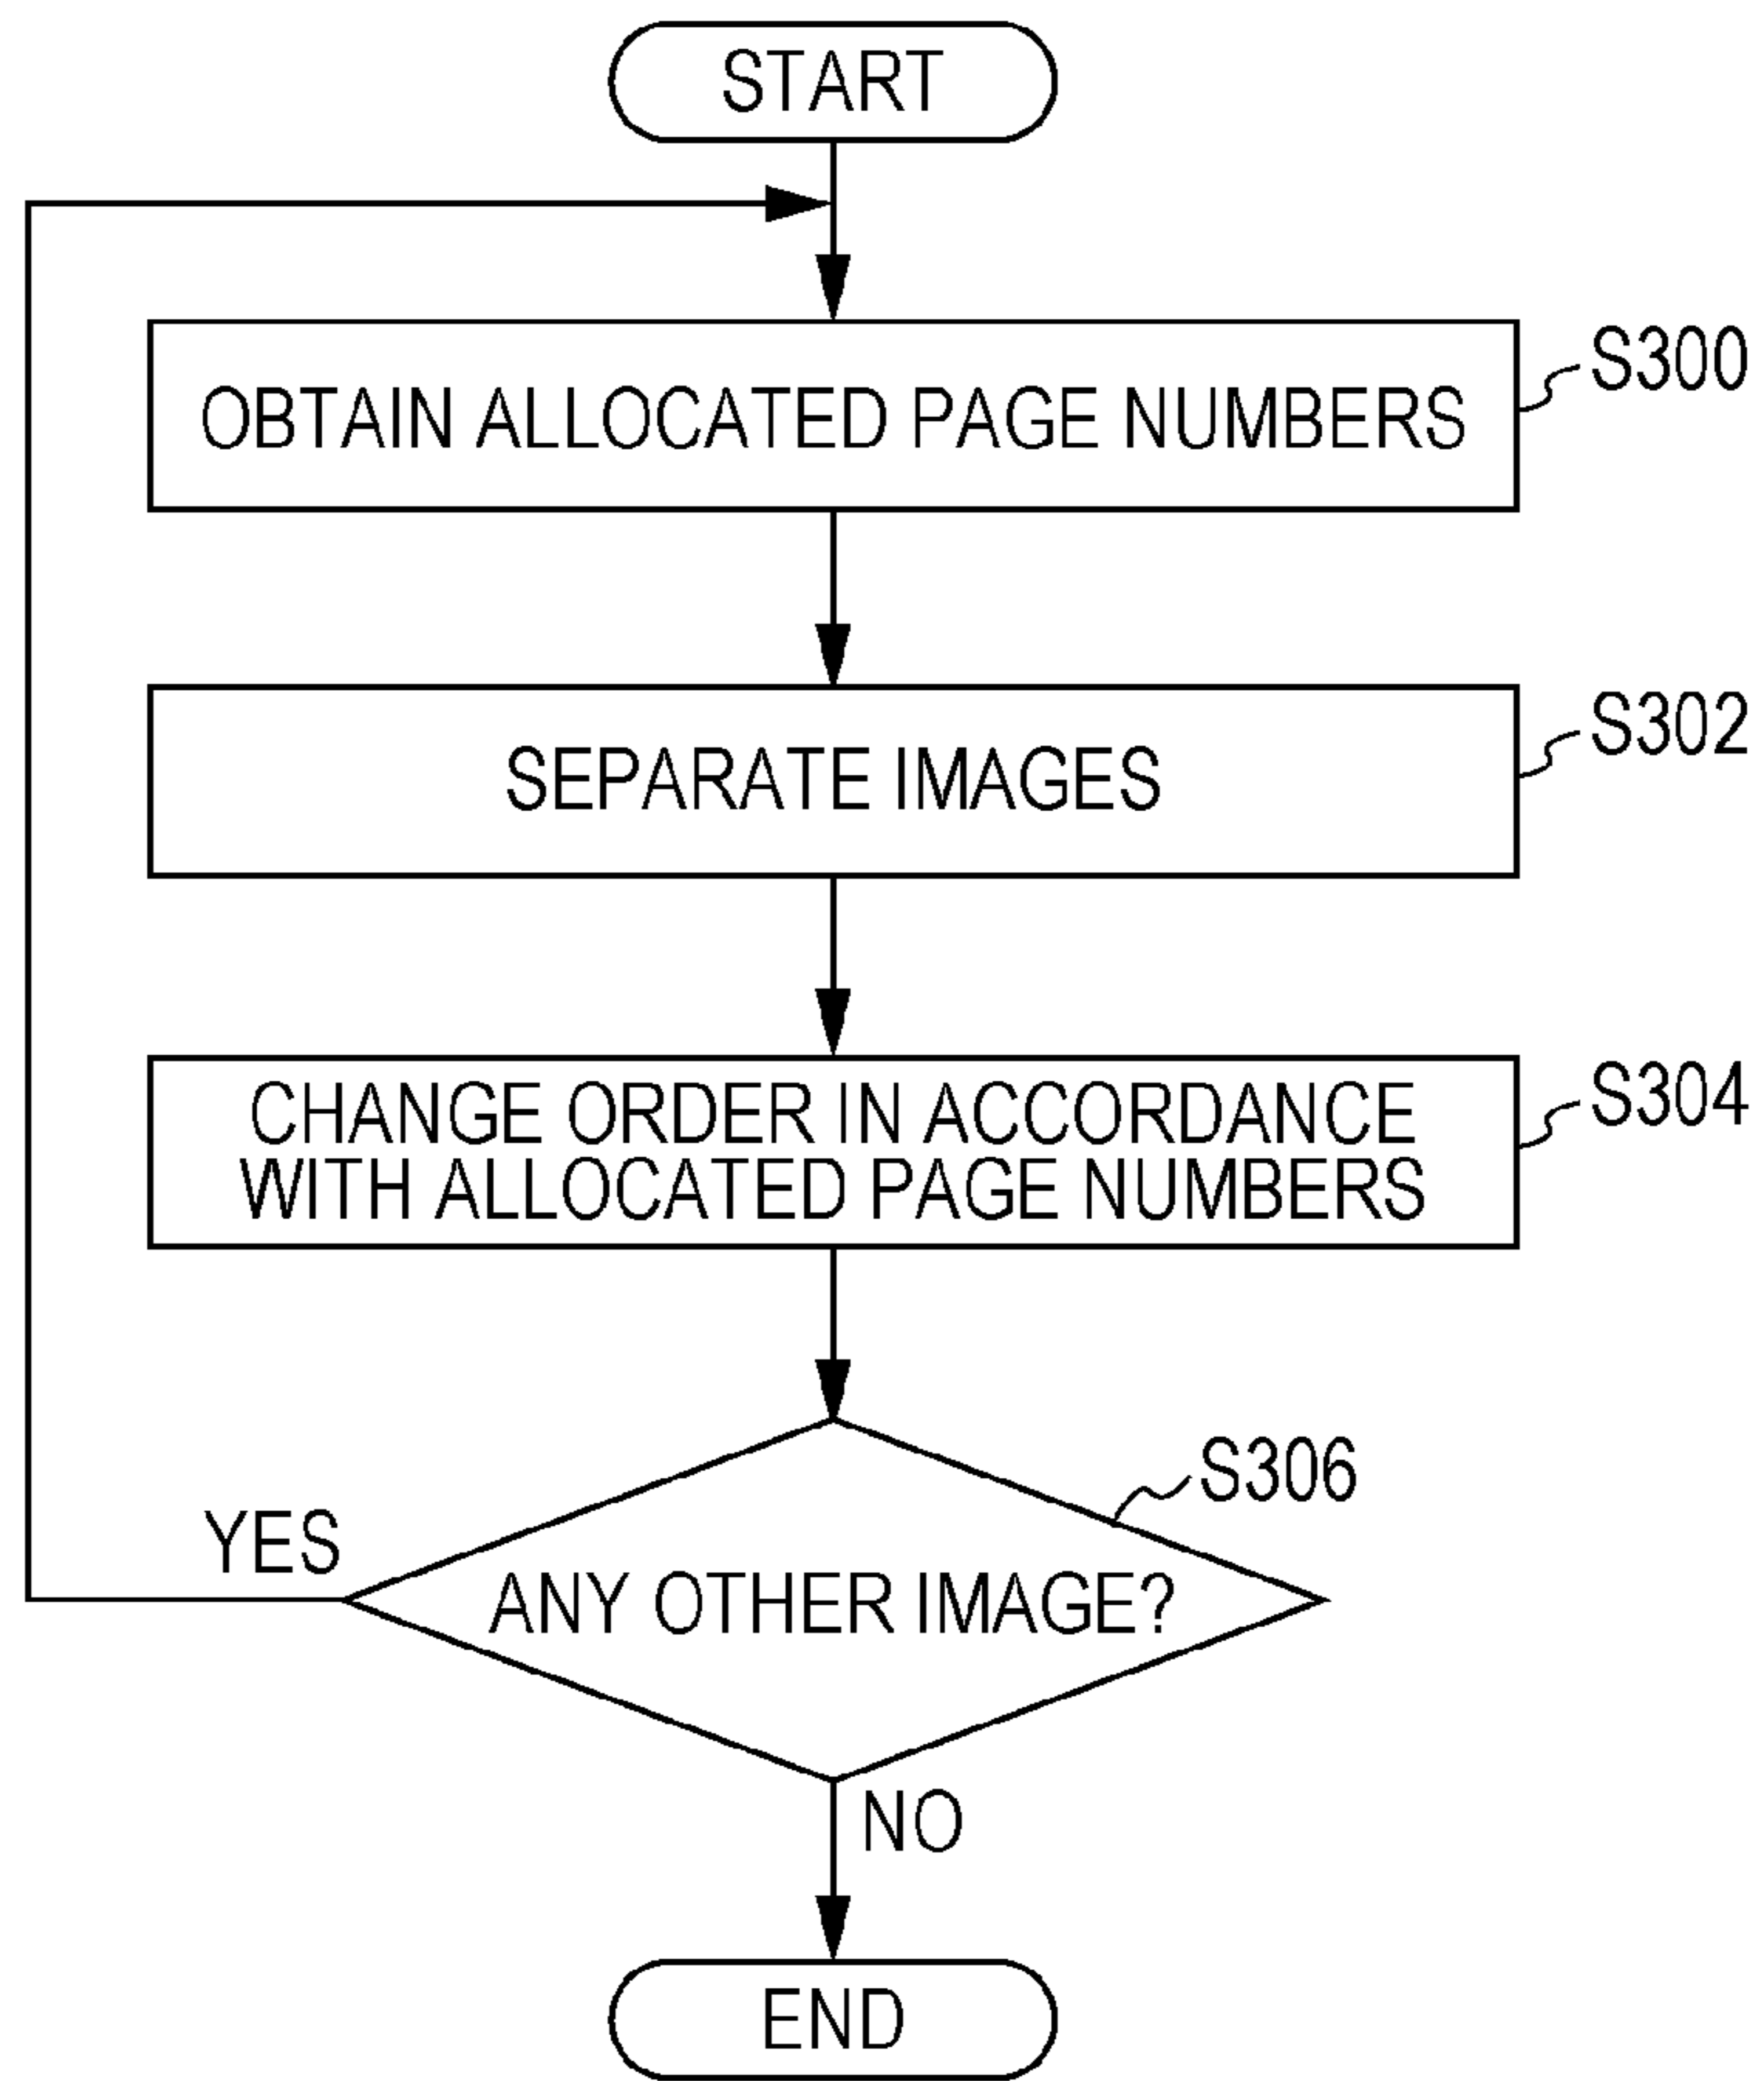 START
OBTAIN ALLOCATED PAGE NUMBERS
S300
SEPARATE IMAGES
S302
CHANGE ORDER IN ACCORDANCE
WITH ALLOCATED PAGE NUMBERS
S304
S306
YES
ANY OTHER IMAGE?
NO
END